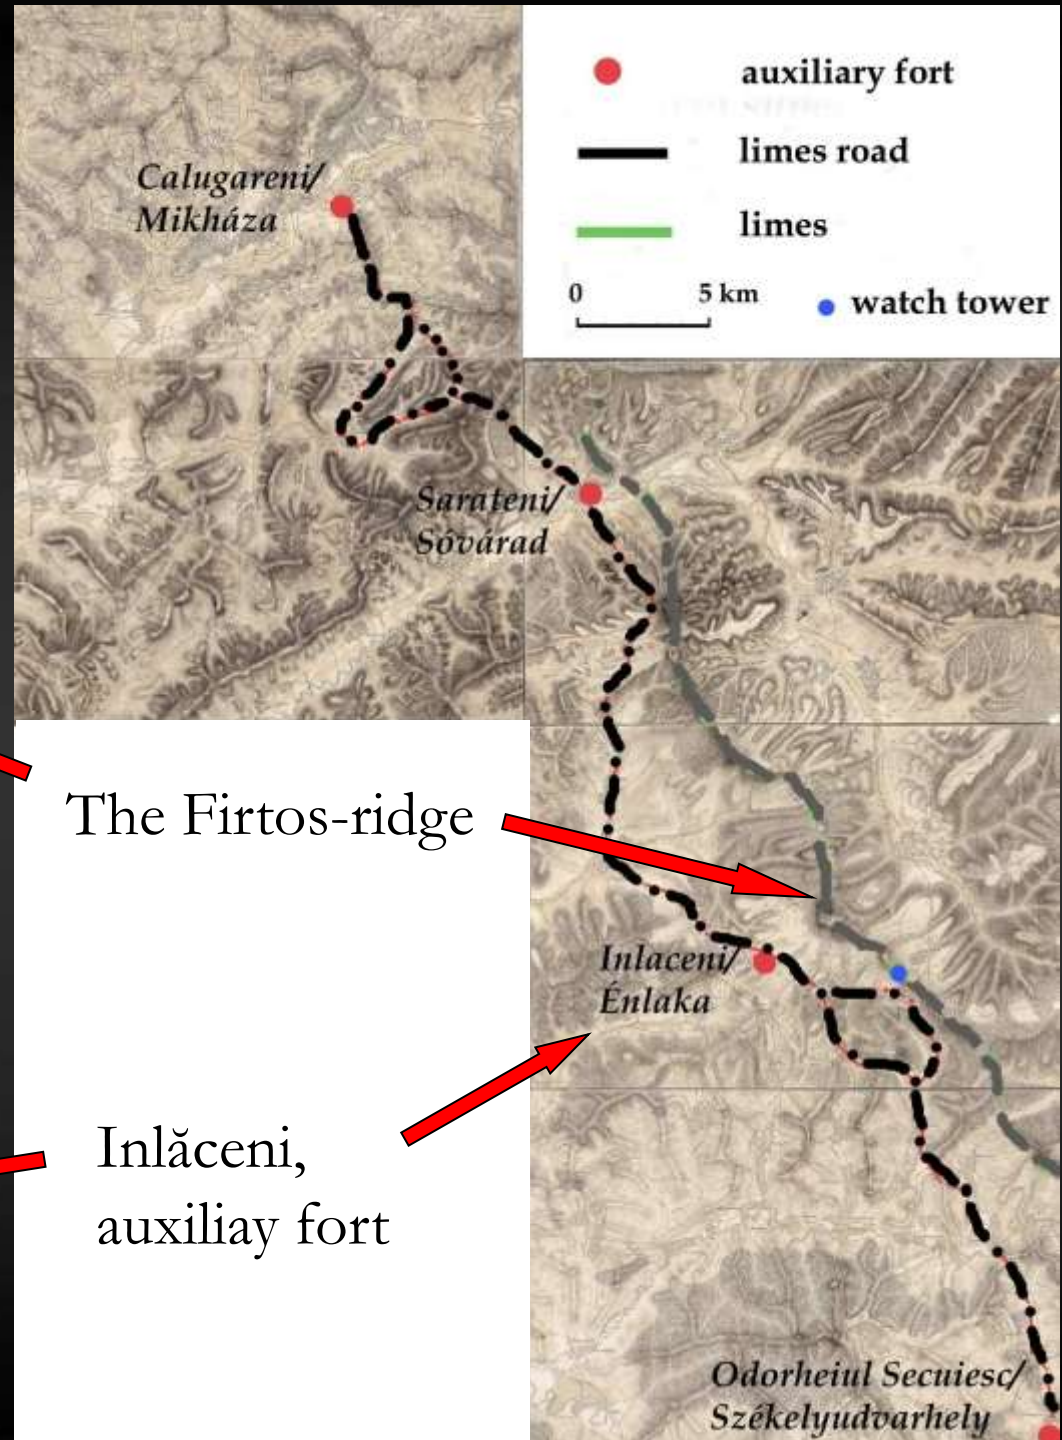 auxiliary fort
limes road
limes
0 5 km
watch tower
Calugareni/
Mikháza
Sarateni/
Sóvárad
The Firtos-ridge
Inlaceni/
Énlaka
Inlăceni,
auxiliay fort
Odorheiul Secuiesc/
Székelyudvarhely